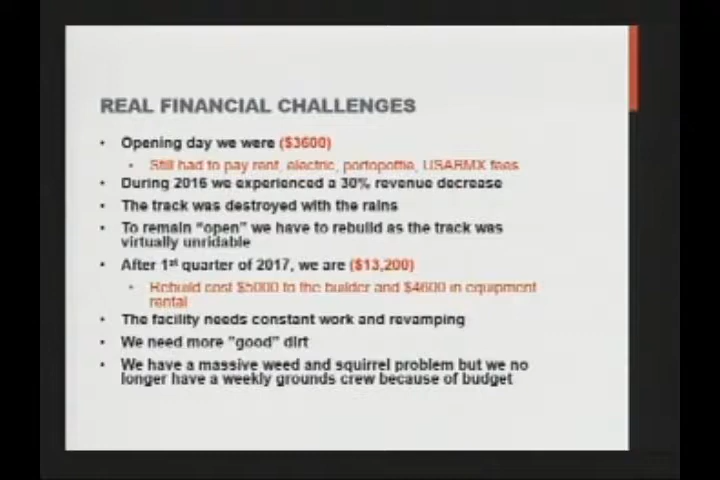 REAL FINANCIAL CHALLENGES
• Opening day we were ($3600)
• Still had to pay rent, electric, portopottie, USABMX fees
• During 2016 we experienced a 30% revenue decrease
• The track was destroyed with the rains
• To remain "open" we have to rebuild as the track was
virtually unridable
• After 1st quarter of 2017, we are ($13,200)
• Rebuild cost $5000 to the builder and $4600 in equipment
rental
• The facility needs constant work and revamping
• We need more "good" dirt
• We have a massive weed and squirrel problem but we no
longer have a weekly grounds crew because of budget